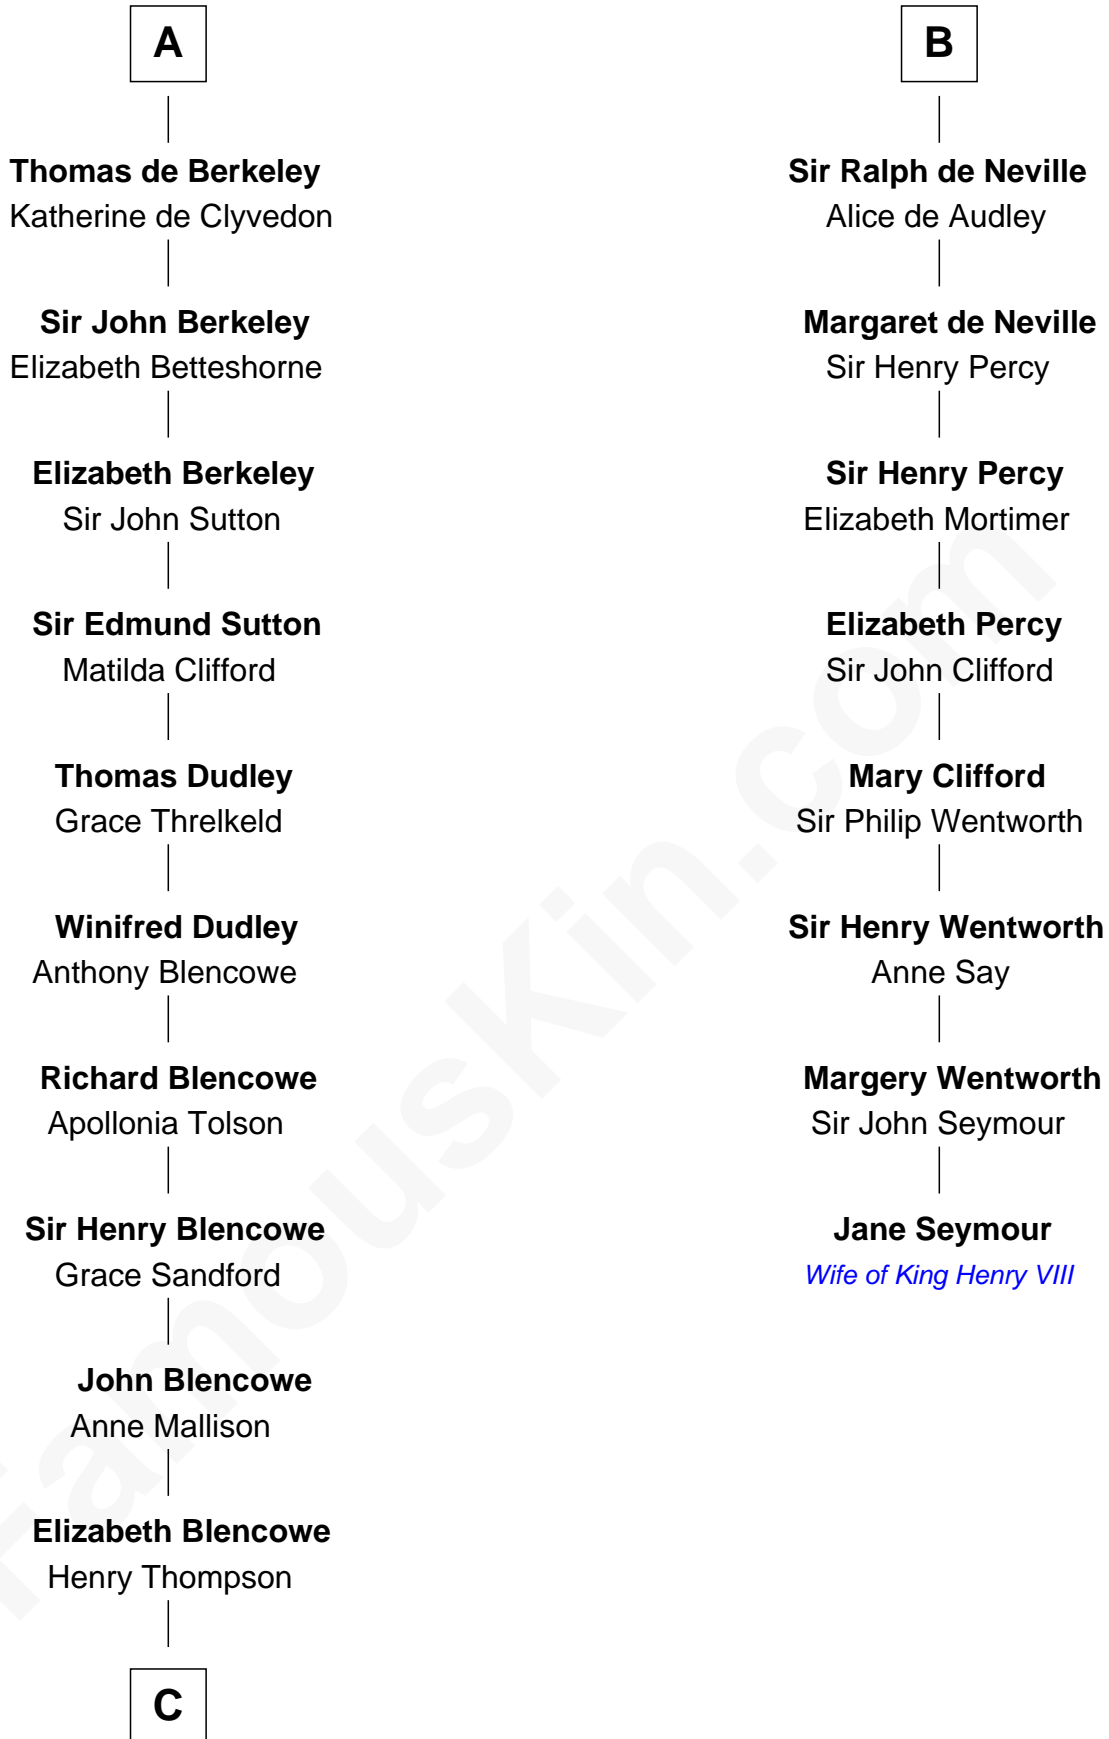 A
Thomas de Berkeley
Katherine de Clyvedon
Sir John Berkeley
Elizabeth Betteshorne
Elizabeth Berkeley
Sir John Sutton
Sir Edmund Sutton
Matilda Clifford
Thomas Dudley
Grace Threlkeld
Winifred Dudley
Anthony Blencowe
Richard Blencowe
Apollonia Tolson
Sir Henry Blencowe
Grace Sandford
John Blencowe
Anne Mallison
Elizabeth Blencowe
Henry Thompson
C
B
Sir Ralph de Neville
Alice de Audley
Margaret de Neville
Sir Henry Percy
Sir Henry Percy
Elizabeth Mortimer
Elizabeth Percy
Sir John Clifford
Mary Clifford
Sir Philip Wentworth
Sir Henry Wentworth
Anne Say
Margery Wentworth
Sir John Seymour
Jane Seymour
Wife of King Henry VIII
FamousKin.com